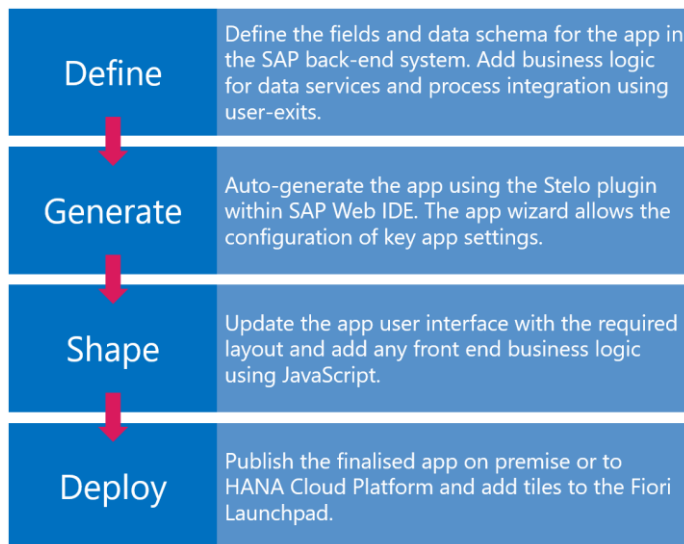 Define
Define the fields and data schema for the app in
the SAP back-end system. Add business logic
for data services and process integration using
user-exits.
Generate
Auto-generate the app using the Stelo plugin
within SAP Web IDE. The app wizard allows the
configuration of key app settings.
Shape
Update the app user interface with the required
layout and add any front end business logic
using JavaScript.
Deploy
Publish the finalised app on premise or to
HANA Cloud Platform and add tiles to the Fiori
Launchpad.